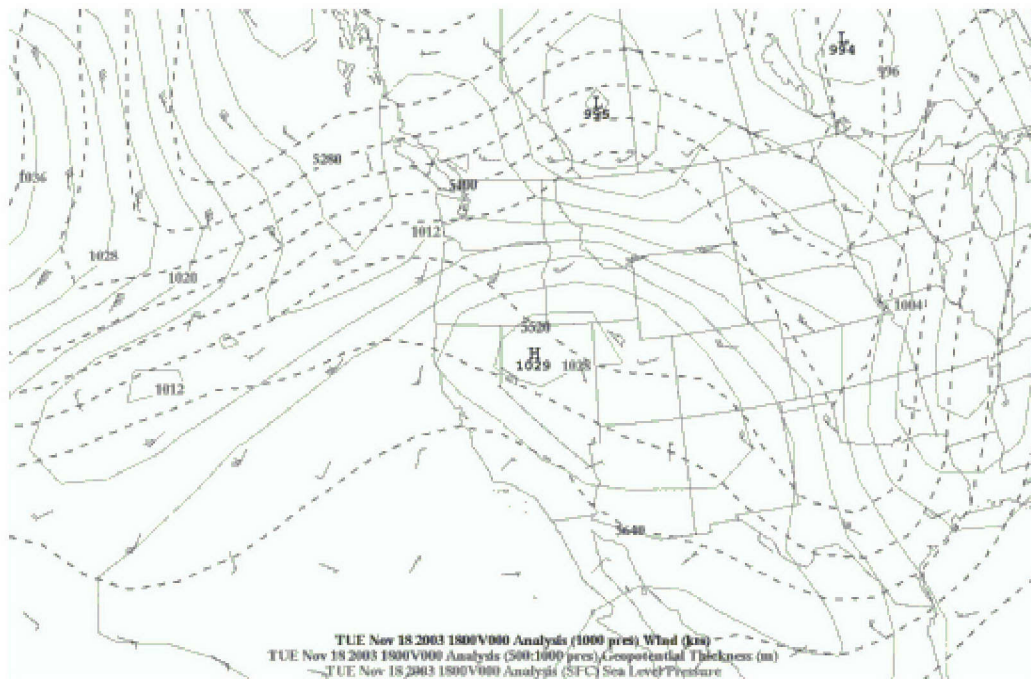 L
994
996
L
995
1036
5280
5400
1012
1028
1020
1004
5520
H
1029
1028
1012
5640
TUE Nov 18 2003 1800V000 Analysis (1000 pres) Wind (kts)
TUE Nov 18 2003 1800V000 Analysis (500:1000 pres) Geopotential Thickness (m)
TUE Nov 18 2003 1800V000 Analysis (SFC) Sea Level Pressure